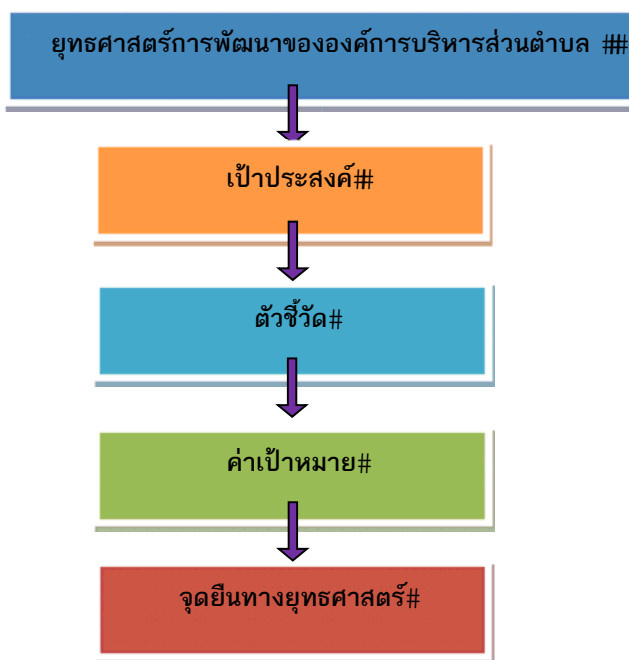 ยุทธศาสตร์การพัฒนาขององค์การบริหารส่วนตำบล ##
เป้าประสงค์#
ตัวชี้วัด#
ค่าเป้าหมาย#
จุดยืนทางยุทธศาสตร์#